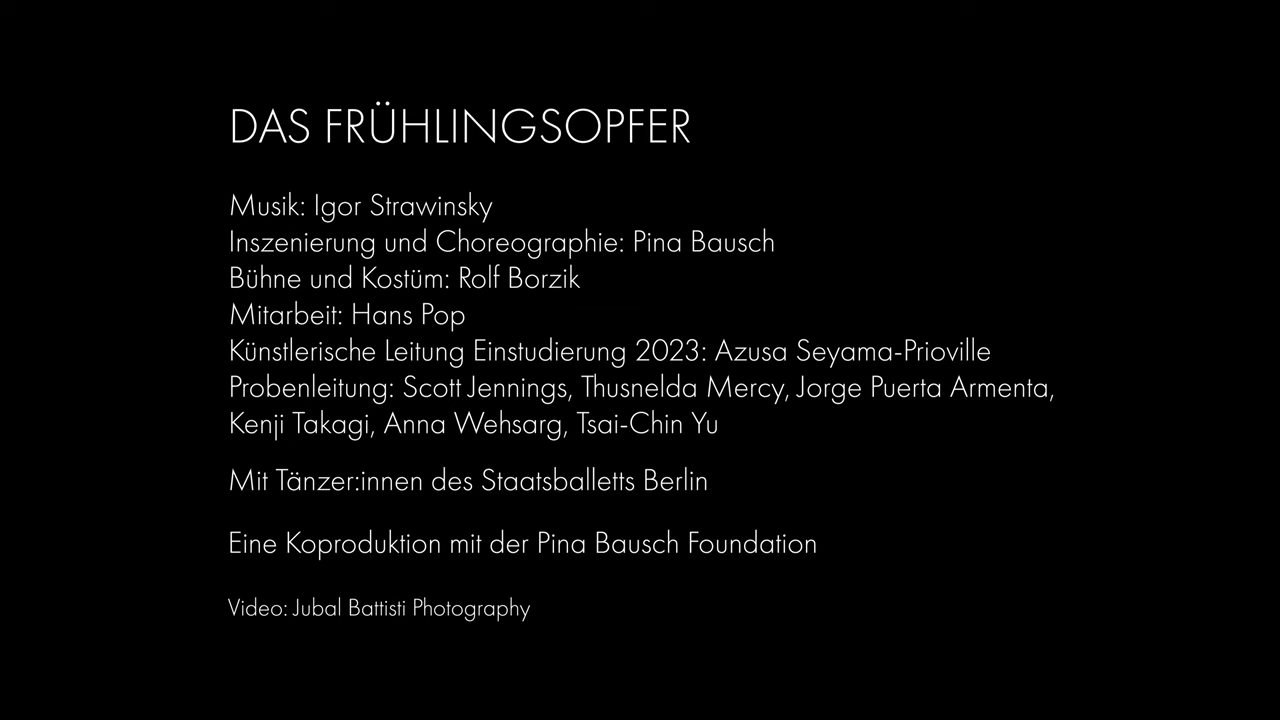 DAS FRÜHLINGSOPFER
Musik: Igor Strawinsky
Inszenierung und Choreographie: Pina Bausch
Bühne und Kostüm: Rolf Borzik
Mitarbeit: Hans Pop
Künstlerische Leitung Einstudierung 2023: Azusa Seyama-Prioville
Probenleitung: Scott Jennings, Thusnelda Mercy, Jorge Puerta Armenta,
Kenji Takagi, Anna Wehsarg, Tsai-Chin Yu
Mit Tänzer:innen des Staatsballetts Berlin
Eine Koproduktion mit der Pina Bausch Foundation
Video: Jubal Battisti Photography